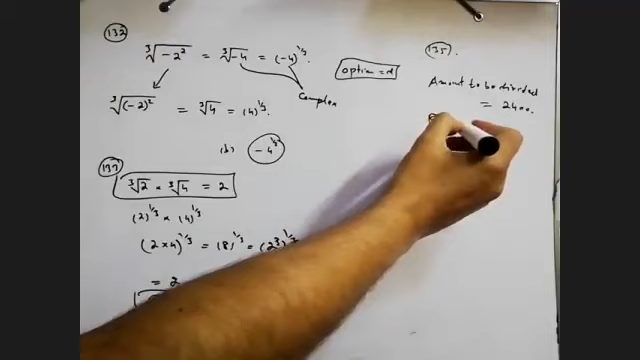 132
∛-2² = ∛-4 = (-4)^1/3.
option = d
Complex
∛(-2)² = ∛4 = (4)^1/3
(b) -4^1/3
133
∛2 × ∛4 = 2
(2)^1/3 × (4)^1/3
(2×4)^1/3 = (8)^1/3 = (2³)^1/3
= 2
135.
Amount to be divided
= 2400.